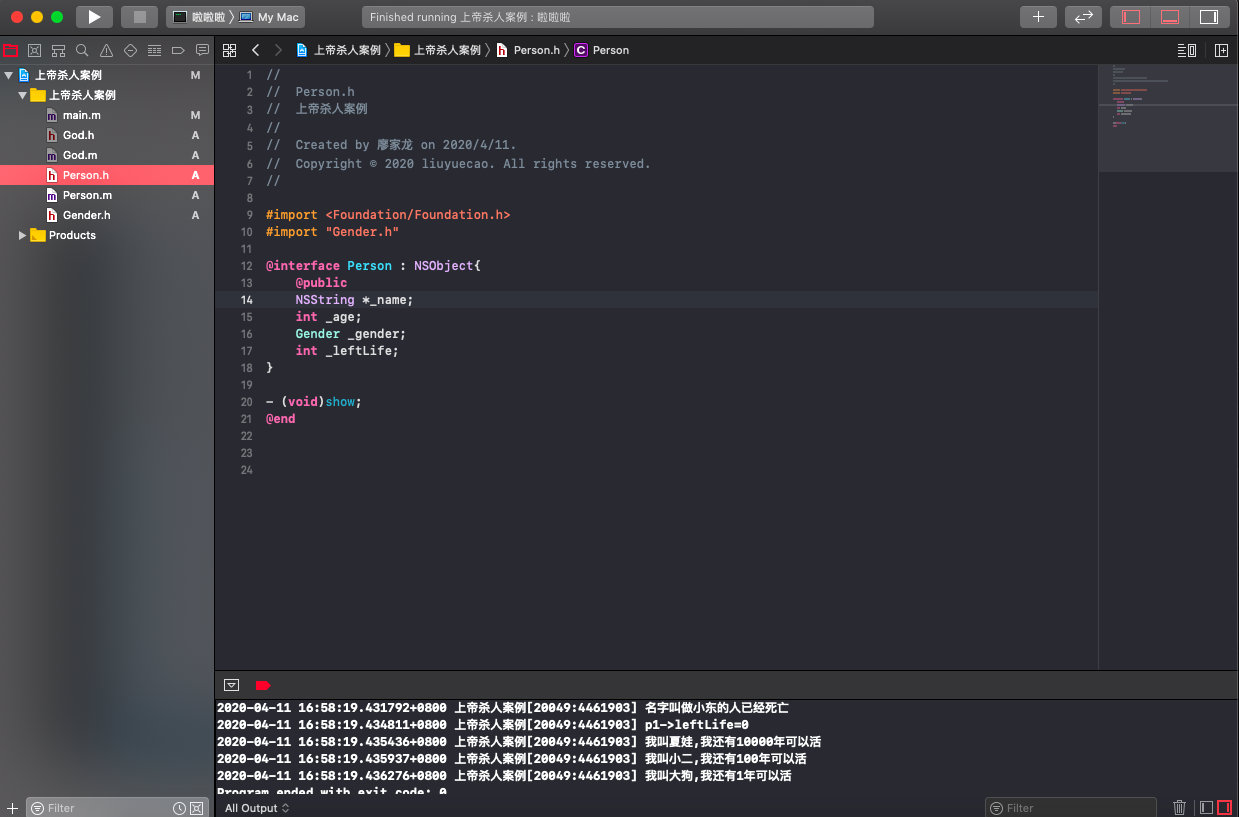 啦啦啦 〉 My Mac
Finished running 上帝杀人案例 : 啦啦啦
上帝杀人案例 〉 上帝杀人案例 〉 Person.h 〉 Person
上帝杀人案例 M
上帝杀人案例
main.m M
God.h A
God.m A
Person.h A
Person.m A
Gender.h A
Products
1 //
2 //  Person.h
3 //  上帝杀人案例
4 //
5 //  Created by 廖家龙 on 2020/4/11.
6 //  Copyright © 2020 liuyuecao. All rights reserved.
7 //
8
9 #import <Foundation/Foundation.h>
10 #import "Gender.h"
11
12 @interface Person : NSObject{
13     @public
14     NSString *_name;
15     int _age;
16     Gender _gender;
17     int _leftLife;
18 }
19
20 - (void)show;
21 @end
22
23
24
2020-04-11 16:58:19.431792+0800 上帝杀人案例[20049:4461903] 名字叫做小东的人已经死亡
2020-04-11 16:58:19.434811+0800 上帝杀人案例[20049:4461903] p1->leftLife=0
2020-04-11 16:58:19.435436+0800 上帝杀人案例[20049:4461903] 我叫夏娃,我还有10000年可以活
2020-04-11 16:58:19.435937+0800 上帝杀人案例[20049:4461903] 我叫小二,我还有100年可以活
2020-04-11 16:58:19.436276+0800 上帝杀人案例[20049:4461903] 我叫大狗,我还有1年可以活
Program ended with exit code: 0
Filter
All Output
Filter